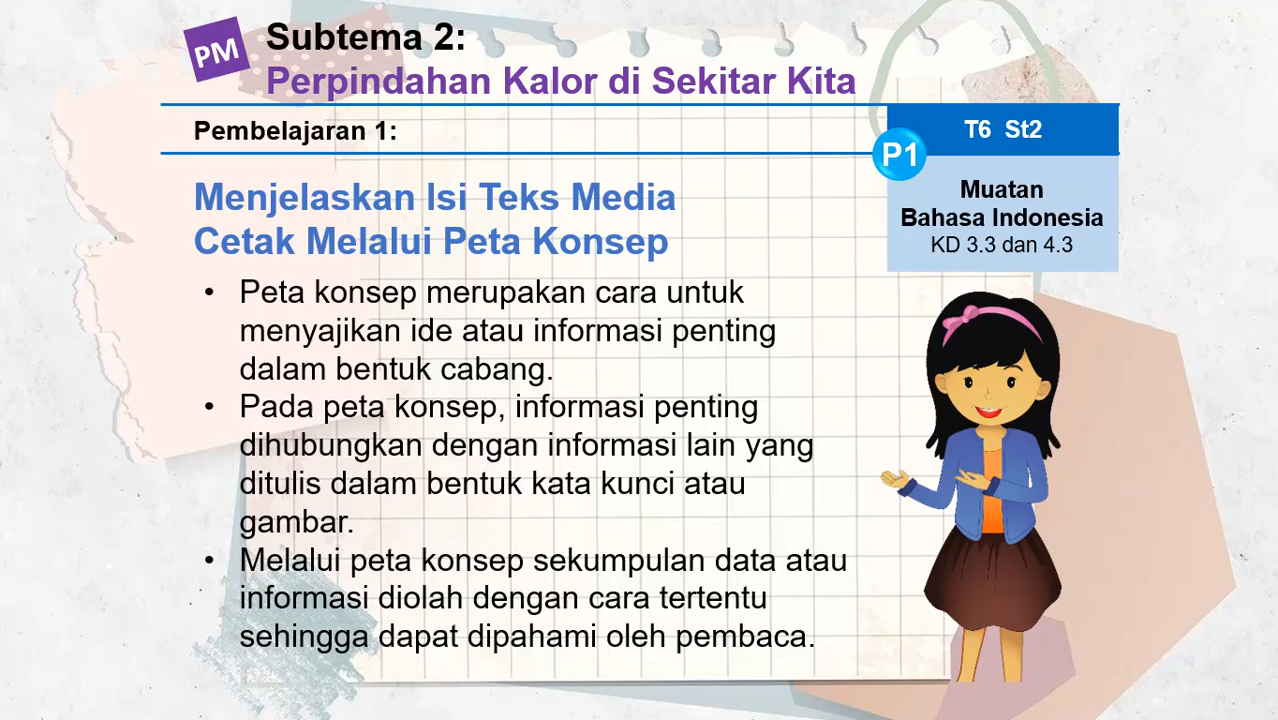 PM
Subtema 2:
Perpindahan Kalor di Sekitar Kita
Pembelajaran 1:
T6 St2
P1
Muatan
Bahasa Indonesia
KD 3.3 dan 4.3
Menjelaskan Isi Teks Media
Cetak Melalui Peta Konsep
• Peta konsep merupakan cara untuk
menyajikan ide atau informasi penting
dalam bentuk cabang.
• Pada peta konsep, informasi penting
dihubungkan dengan informasi lain yang
ditulis dalam bentuk kata kunci atau
gambar.
• Melalui peta konsep sekumpulan data atau
informasi diolah dengan cara tertentu
sehingga dapat dipahami oleh pembaca.